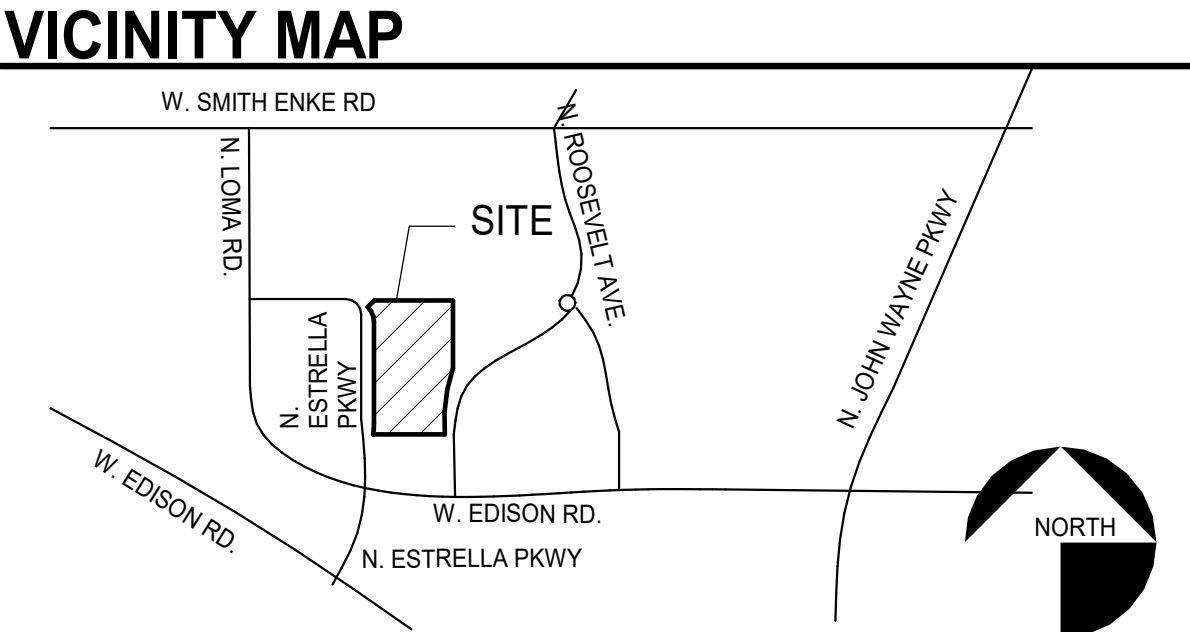 VICINITY MAP
W. SMITH ENKE RD
N. LOMA RD.
N. ROOSEVELT AVE.
SITE
N. JOHN WAYNE PKWY
N.
ESTRELLA
PKWY
W. EDISON RD.
W. EDISON RD.
NORTH
N. ESTRELLA PKWY